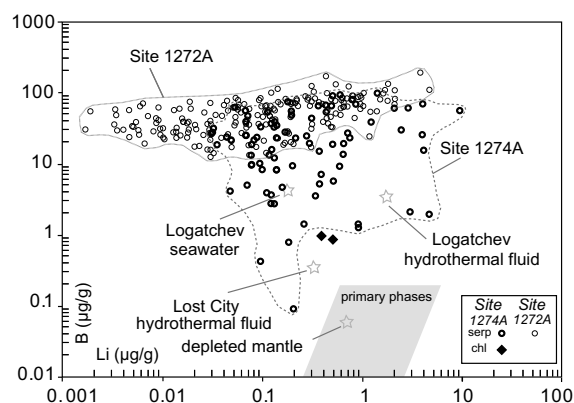 1000
100
10
1
0.1
0.01
B (µg/g)
Li (µg/g)
0.001
0.01
0.1
1
10
100
Site 1272A
Site 1274A
Logatchev
seawater
Logatchev
hydrothermal fluid
Lost City
hydrothermal fluid
depleted mantle
primary phases
Site Site
1274A 1272A
serp
chl